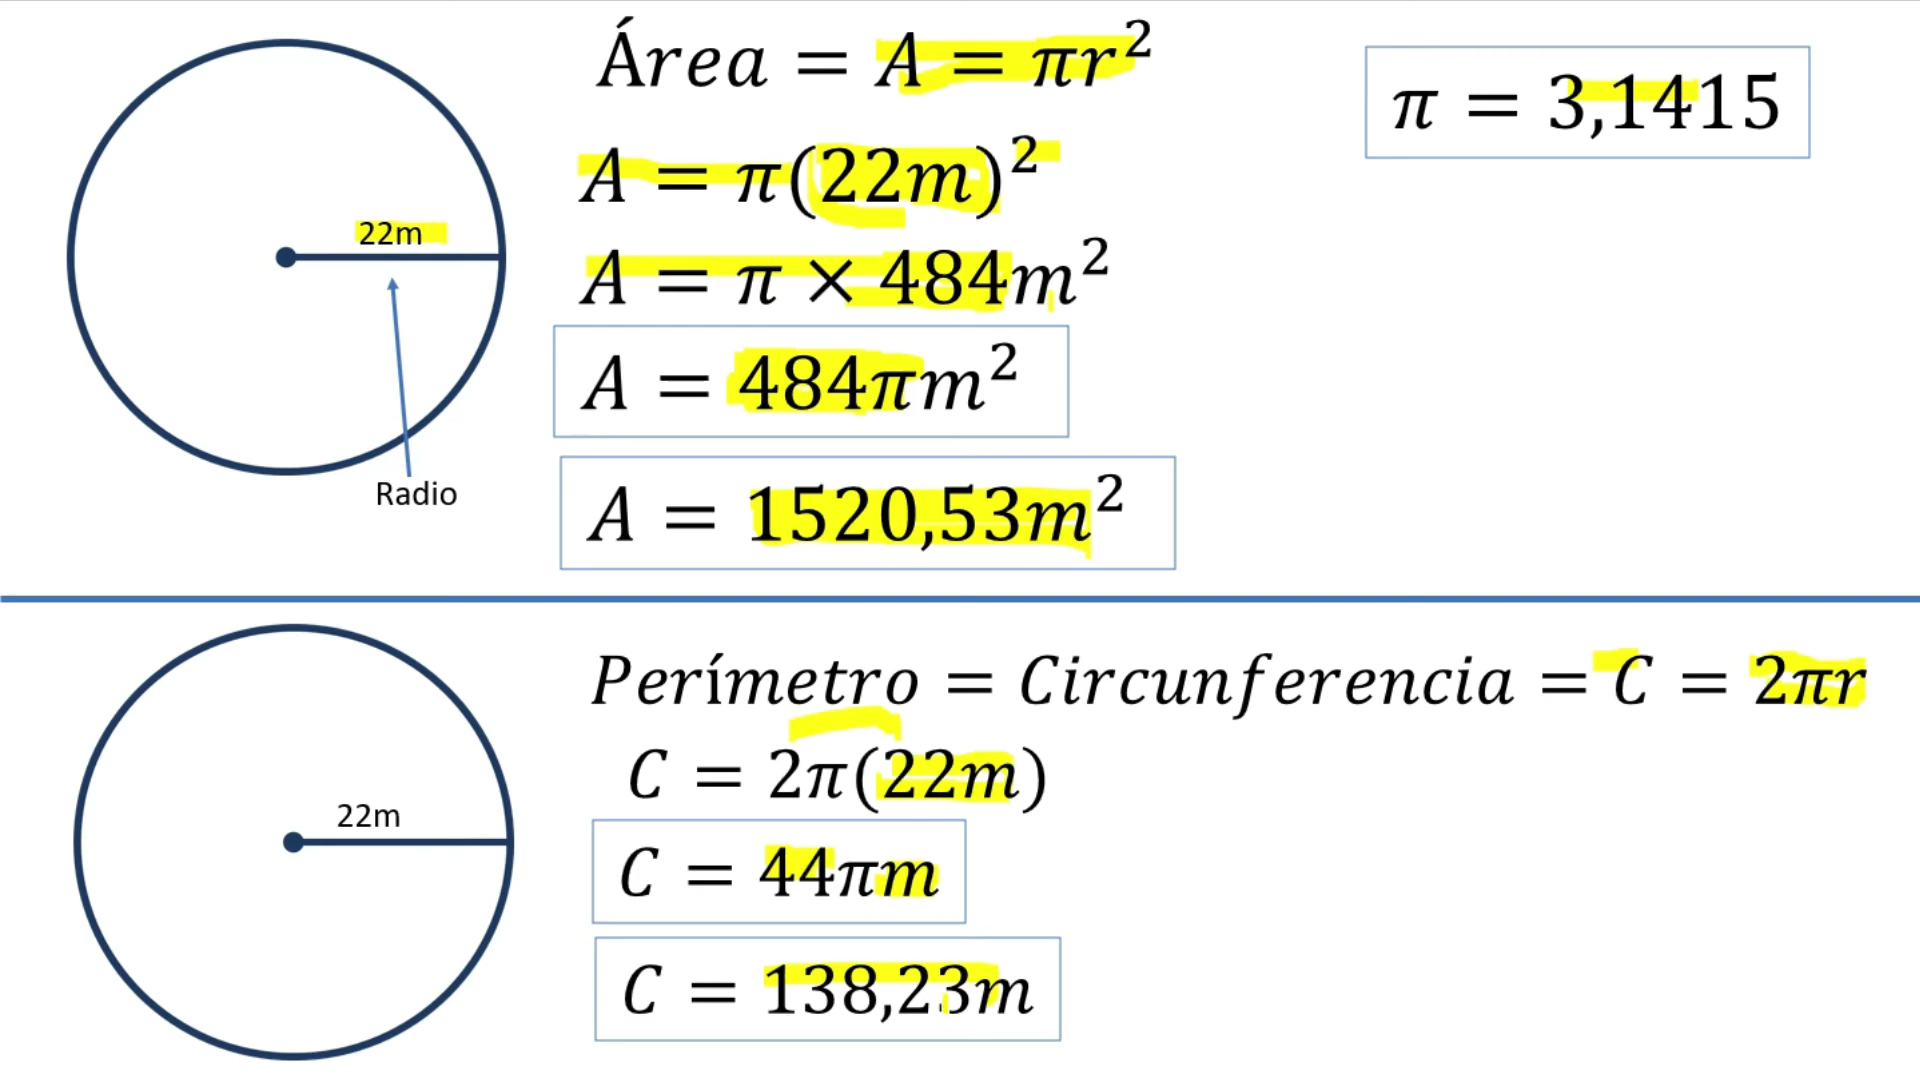 Área = A = πr²
π = 3,1415
A = π(22m)²
22m
A = π × 484m²
A = 484πm²
Radio
A = 1520,53m²
Perímetro = Circunferencia = C = 2πr
C = 2π(22m)
22m
C = 44πm
C = 138,23m